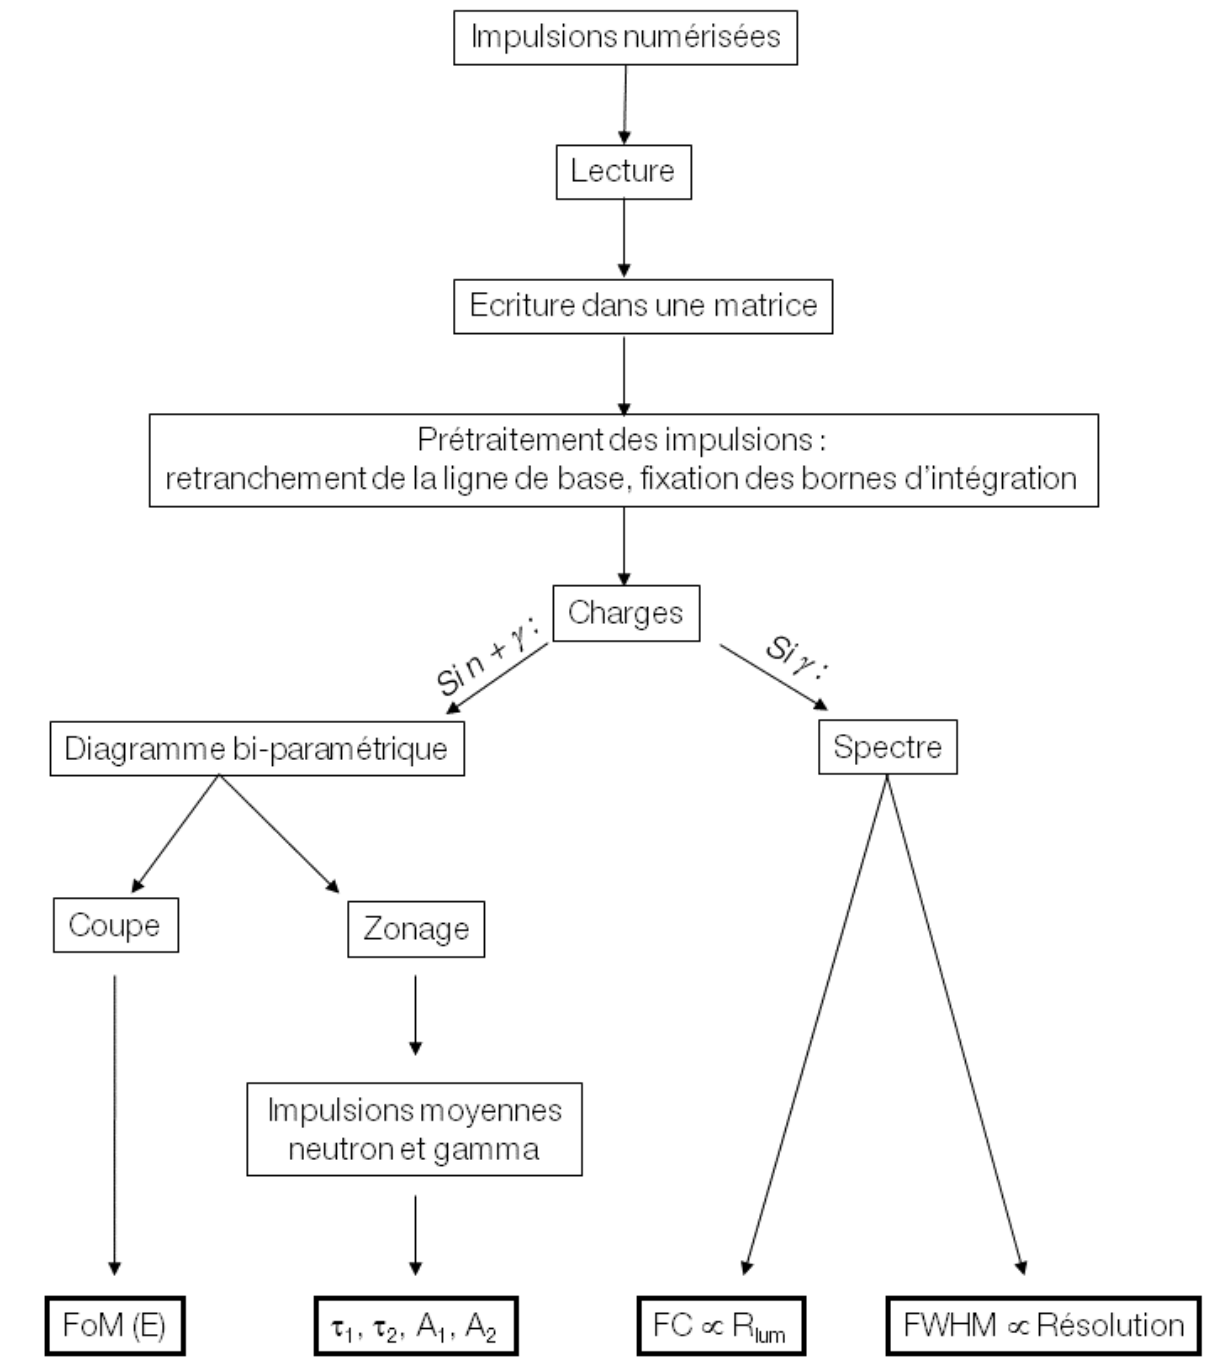 Impulsions numérisées
Lecture
Ecriture dans une matrice
Prétraitement des impulsions :
retranchement de la ligne de base, fixation des bornes d'intégration
Charges
Si n + γ :
Si γ :
Diagramme bi-paramétrique
Spectre
Coupe
Zonage
Impulsions moyennes
neutron et gamma
FoM (E)
τ₁, τ₂, A₁, A₂
FC ∝ Rlum
FWHM ∝ Résolution